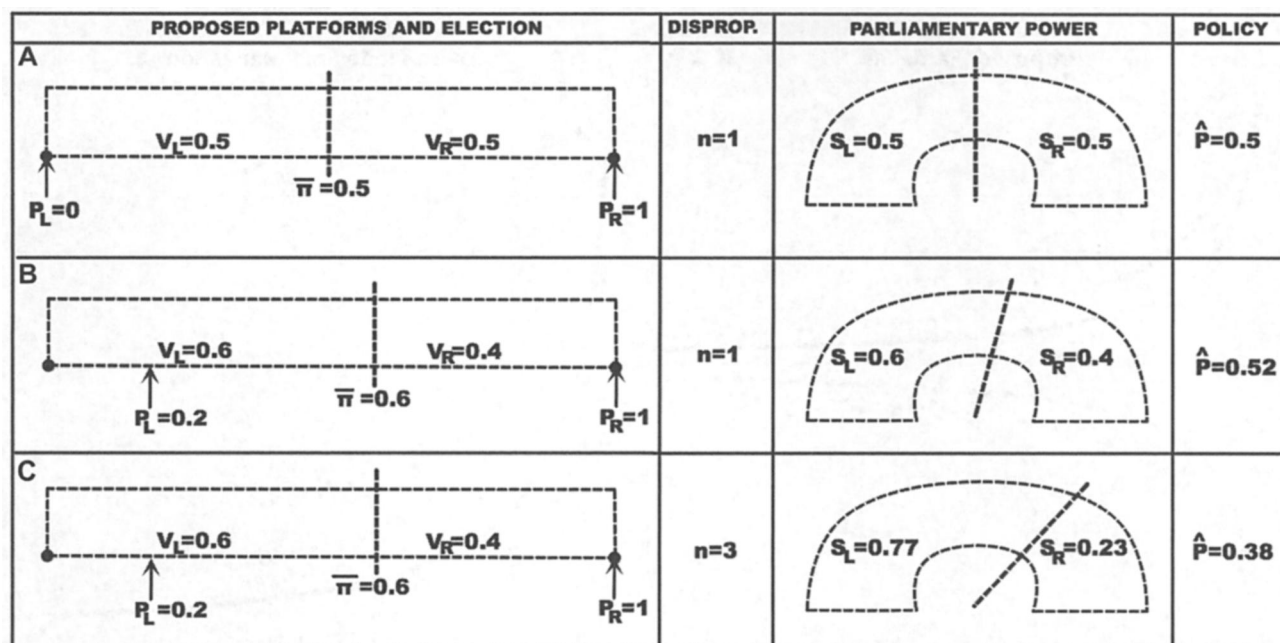 PROPOSED PLATFORMS AND ELECTION DISPROP. PARLIAMENTARY POWER POLICY
A
V_L=0.5 V_R=0.5 n=1 S_L=0.5 S_R=0.5 P̂=0.5
π̅=0.5
P_L=0 P_R=1
B
V_L=0.6 V_R=0.4 n=1 S_L=0.6 S_R=0.4 P̂=0.52
π̅=0.6
P_L=0.2 P_R=1
C
V_L=0.6 V_R=0.4 n=3 S_L=0.77 S_R=0.23 P̂=0.38
π̅=0.6
P_L=0.2 P_R=1